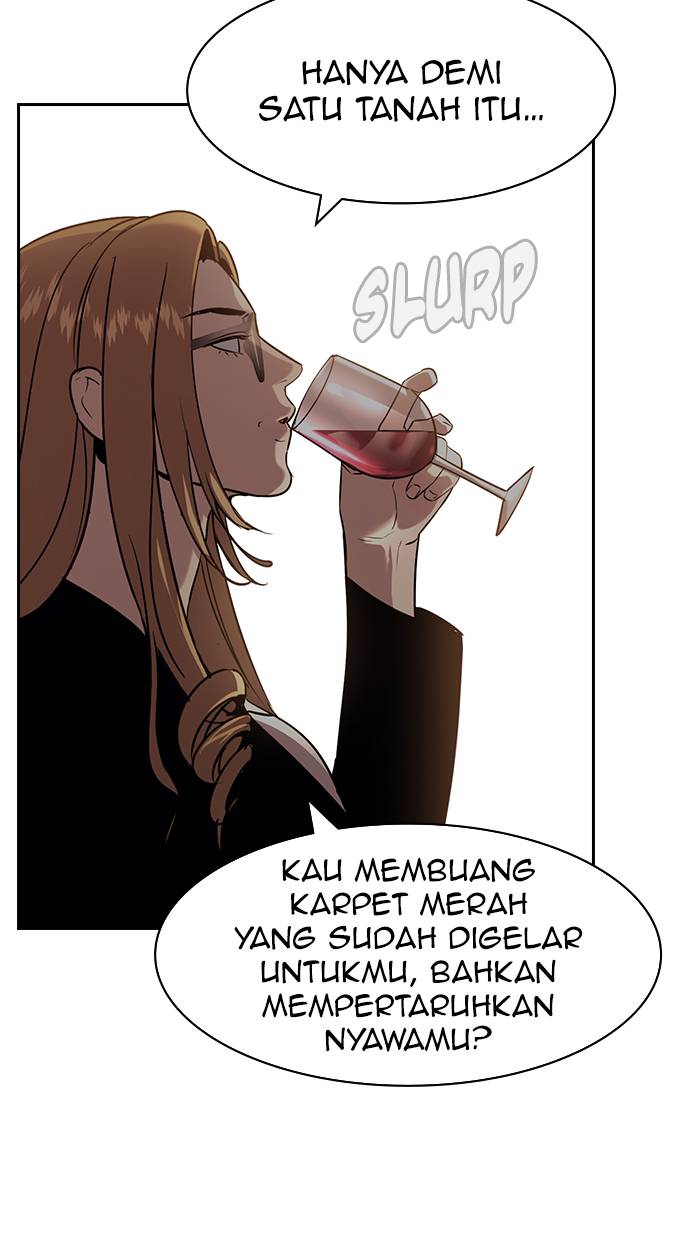 HANYA DEMI
SATU TANAH ITU...
SLURP
KAU MEMBUANG
KARPET MERAH
YANG SUDAH DIGELAR
UNTUKMU, BAHKAN
MEMPERTARUHKAN
NYAWAMU?